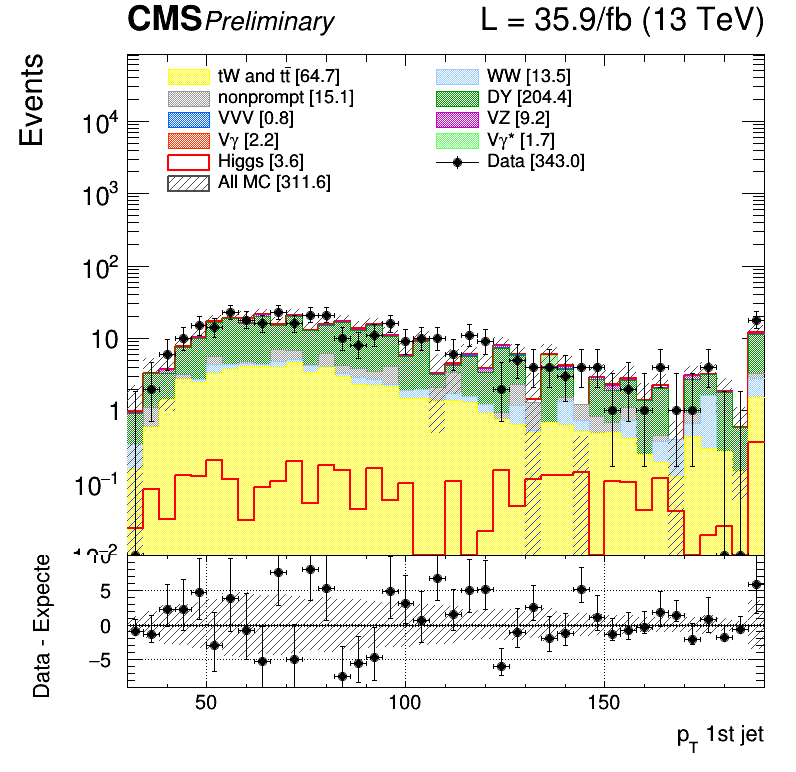 CMS Preliminary L = 35.9/fb (13 TeV)
Events
tW and tt̄ [64.7] WW [13.5]
nonprompt [15.1] DY [204.4]
VVV [0.8] VZ [9.2]
Vγ [2.2] Vγ* [1.7]
Higgs [3.6] Data [343.0]
All MC [311.6]
10⁴
10³
10²
10
1
10⁻¹
10⁻²
Data - Expecte
10
5
0
−5
50 100 150
p_T 1st jet